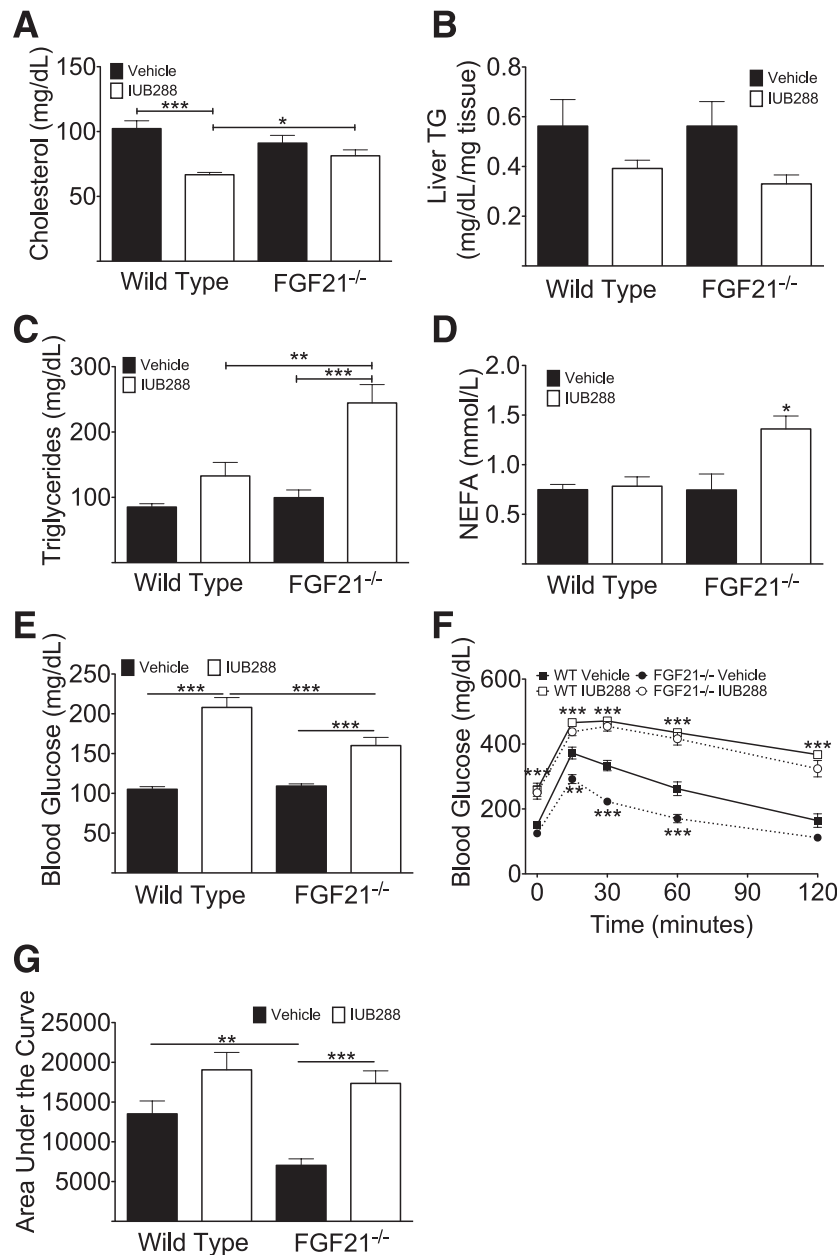 A
Cholesterol (mg/dL)
150
100
50
Vehicle
IUB288
***
*
Wild Type
FGF21-/-
B
Liver TG
(mg/dL/mg tissue)
0.8
0.6
0.4
0.2
Vehicle
IUB288
Wild Type
FGF21-/-
C
Triglycerides (mg/dL)
300
200
100
Vehicle
IUB288
**
***
Wild Type
FGF21-/-
D
NEFA (mmol/L)
2.0
1.5
1.0
0.5
Vehicle
IUB288
*
Wild Type
FGF21-/-
E
Blood Glucose (mg/dL)
250
200
150
100
50
Vehicle
IUB288
***
***
***
Wild Type
FGF21-/-
F
Blood Glucose (mg/dL)
600
400
200
0
WT Vehicle
FGF21-/- Vehicle
WT IUB288
FGF21-/- IUB288
*** ***
***
***
***
**
***
***
0 30 60 90 120
Time (minutes)
G
Area Under the Curve
25000
20000
15000
10000
5000
Vehicle
IUB288
**
***
Wild Type
FGF21-/-